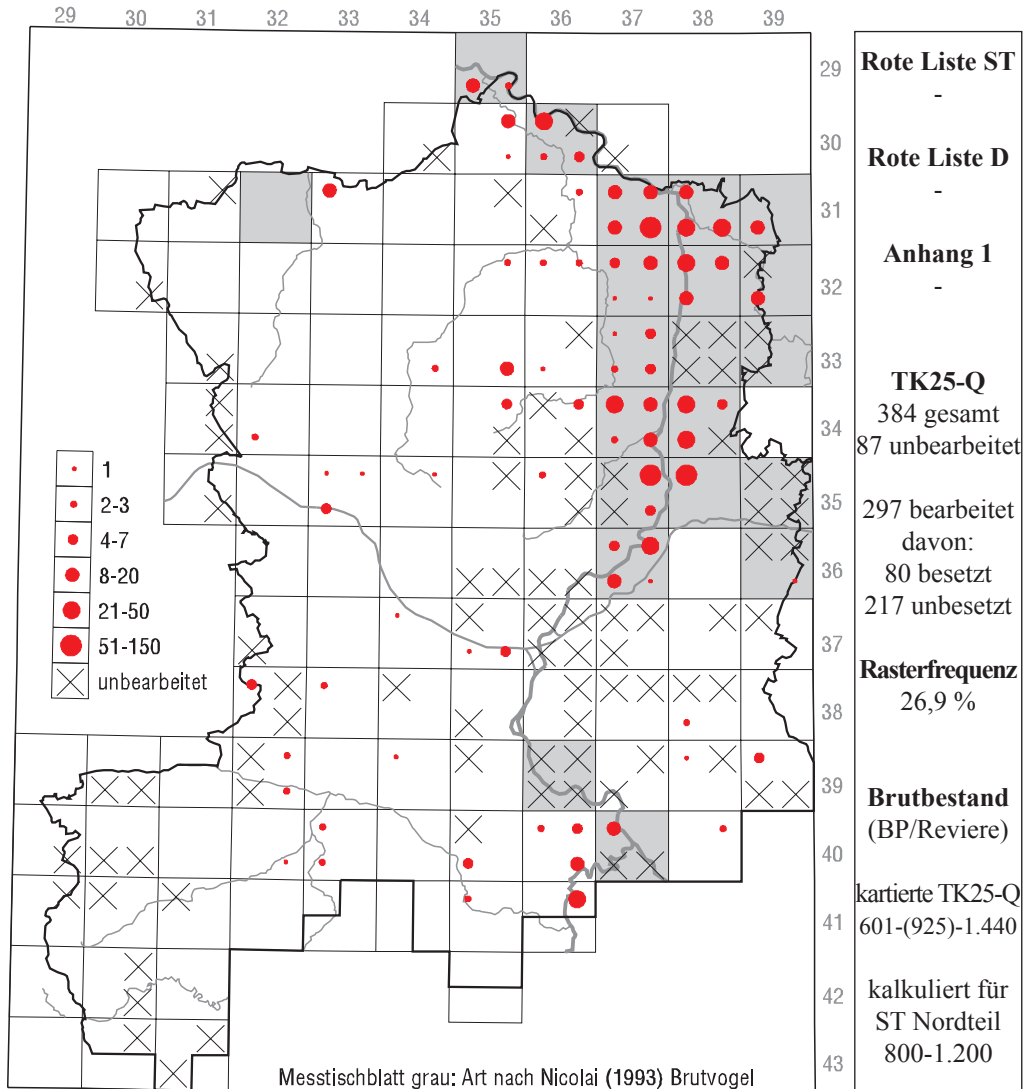 29 30 31 32 33 34 35 36 37 38 39
29
30
31
32
33
34
35
36
37
38
39
40
41
42
43
1
2-3
4-7
8-20
21-50
51-150
unbearbeitet
Messtischblatt grau: Art nach Nicolai (1993) Brutvogel
Rote Liste ST
-
Rote Liste D
-
Anhang 1
-
TK25-Q
384 gesamt
87 unbearbeitet
297 bearbeitet
davon:
80 besetzt
217 unbesetzt
Rasterfrequenz
26,9 %
Brutbestand
(BP/Reviere)
kartierte TK25-Q
601-(925)-1.440
kalkuliert für
ST Nordteil
800-1.200